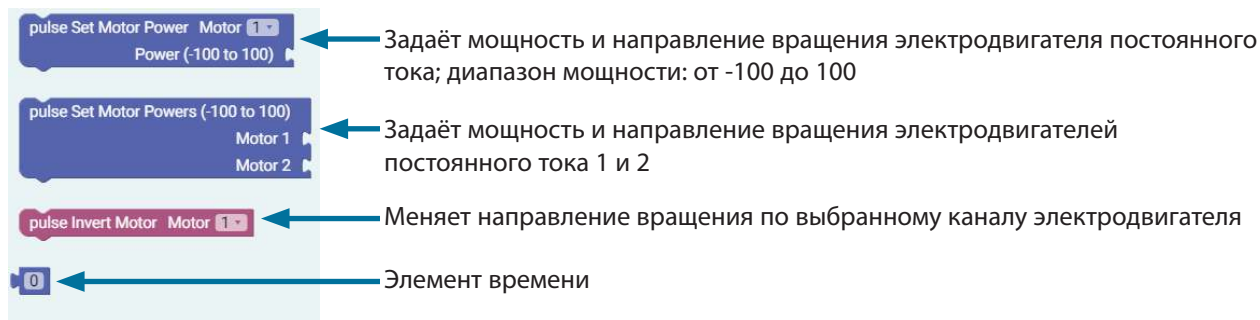 pulse Set Motor Power Motor 1
Power (-100 to 100)
Задаёт мощность и направление вращения электродвигателя постоянного
тока; диапазон мощности: от -100 до 100
pulse Set Motor Powers (-100 to 100)
Motor 1
Motor 2
Задаёт мощность и направление вращения электродвигателей
постоянного тока 1 и 2
pulse Invert Motor Motor 1
Меняет направление вращения по выбранному каналу электродвигателя
0
Элемент времени